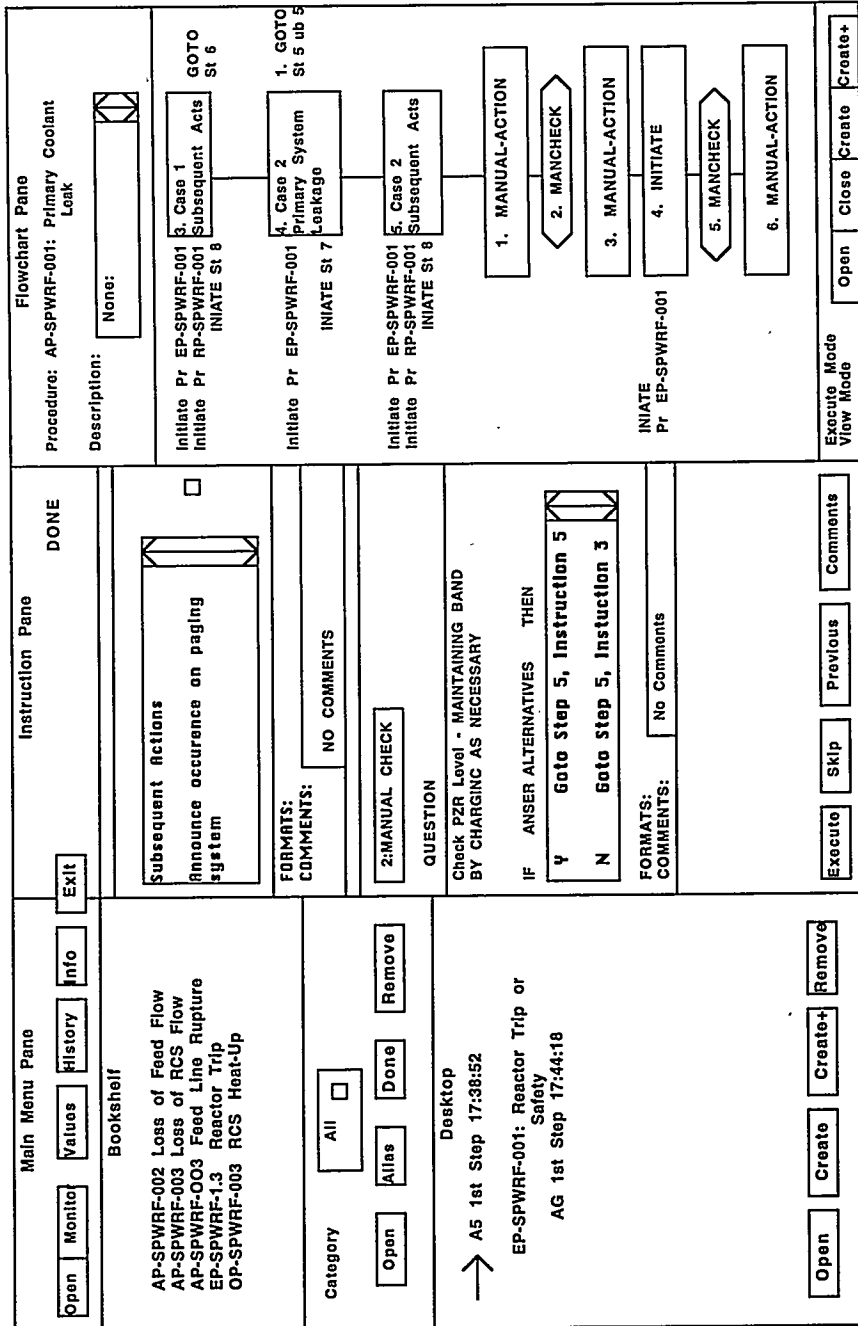 Main Menu Pane
Open Monitor Values History Info Exit
Bookshelf
AP-SPWRF-002 Loss of Feed Flow
AP-SPWRF-003 Loss of RCS Flow
AP-SPWRF-OO3 Feed Line Rupture
EP-SPWRF-1.3 Reactor Trip
OP-SPWRF-003 RCS Heat-Up
Category All
Open Alias Done Remove
Desktop
A5 1st Step 17:38:52
EP-SPWRF-001: Reactor Trip or
Safety
AG 1st Step 17:44:18
Open Create Create+ Remove
Instruction Pane
DONE
Subsequent Actions
Announce occurence on paging
system
FORMATS:
COMMENTS: NO COMMENTS
2:MANUAL CHECK
QUESTION
Check PZR Level - MAINTAINING BAND
BY CHARGINC AS NECESSARY
IF ANSER ALTERNATIVES THEN
Y Goto Step 5, Instruction 5
N Goto Step 5, Instuction 3
FORMATS:
COMMENTS: No Comments
Execute Skip Previous Comments
Flowchart Pane
Procedure: AP-SPWRF-001: Primary Coolant
Leak
Description:
None:
Initiate Pr EP-SPWRF-001
Initiate Pr RP-SPWRF-001
INIATE St 8
3. Case 1
Subsequent Acts
GOTO
St 6
Initiate Pr EP-SPWRF-001
INIATE St 7
4. Case 2
Primary System
Leakage
1. GOTO
St 5 ub 5
Initiate Pr EP-SPWRF-001
Initiate Pr RP-SPWRF-001
INIATE St 8
5. Case 2
Subsequent Acts
1. MANUAL-ACTION
2. MANCHECK
3. MANUAL-ACTION
INIATE
Pr EP-SPWRF-001
4. INITIATE
5. MANCHECK
6. MANUAL-ACTION
Execute Mode
View Mode
Open Close Create Create+